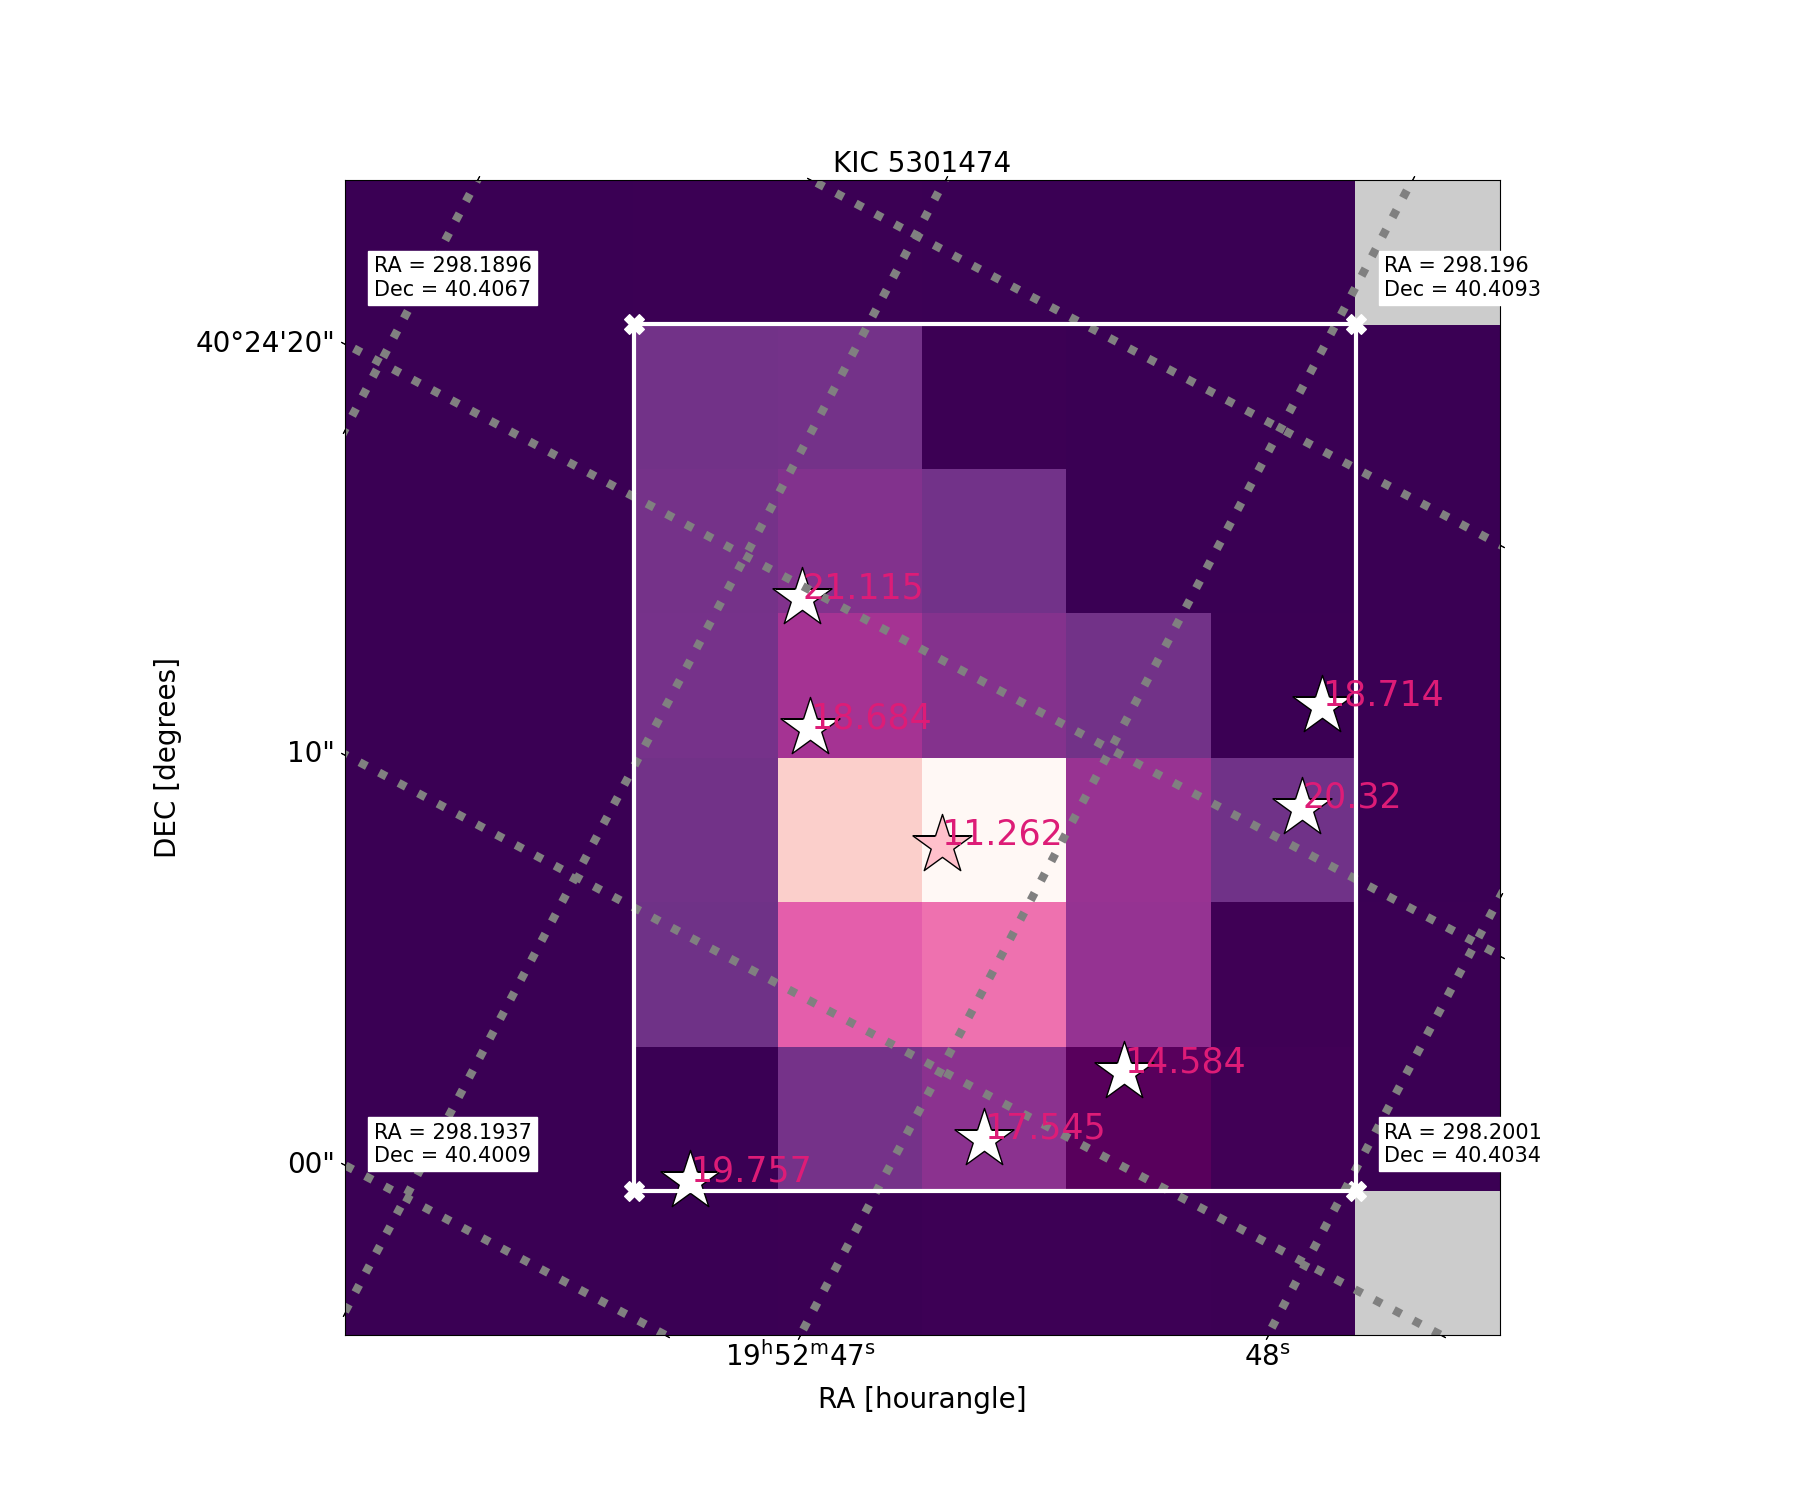 KIC 5301474
RA = 298.1896
Dec = 40.4067
RA = 298.196
Dec = 40.4093
40°24'20"
21.115
18.714
18.684
10"
20.32
11.262
DEC [degrees]
14.584
17.545
RA = 298.1937
Dec = 40.4009
RA = 298.2001
Dec = 40.4034
00"
19.757
19ʰ52ᵐ47ˢ
48ˢ
RA [hourangle]